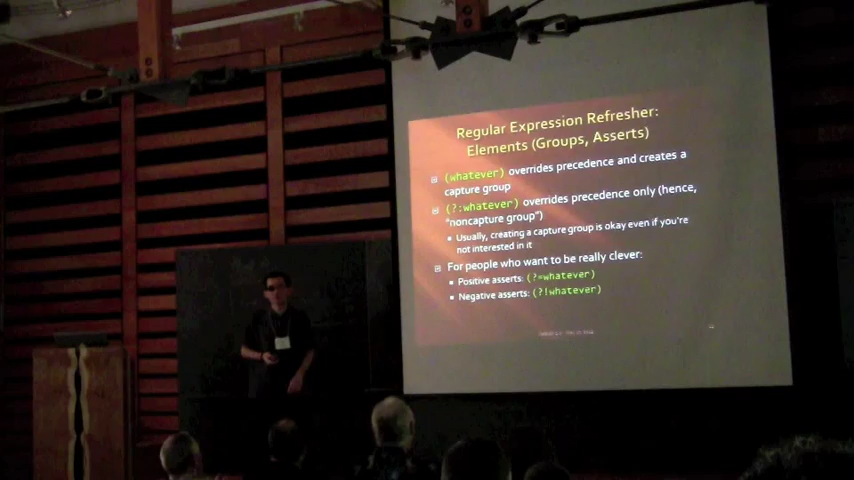 Regular Expression Refresher:
Elements (Groups, Asserts)
(whatever) overrides precedence and creates a
capture group
(?:whatever) overrides precedence only (hence,
"noncapture group")
Usually, creating a capture group is okay even if you're
not interested in it
For people who want to be really clever:
Positive asserts: (?=whatever)
Negative asserts: (?!whatever)